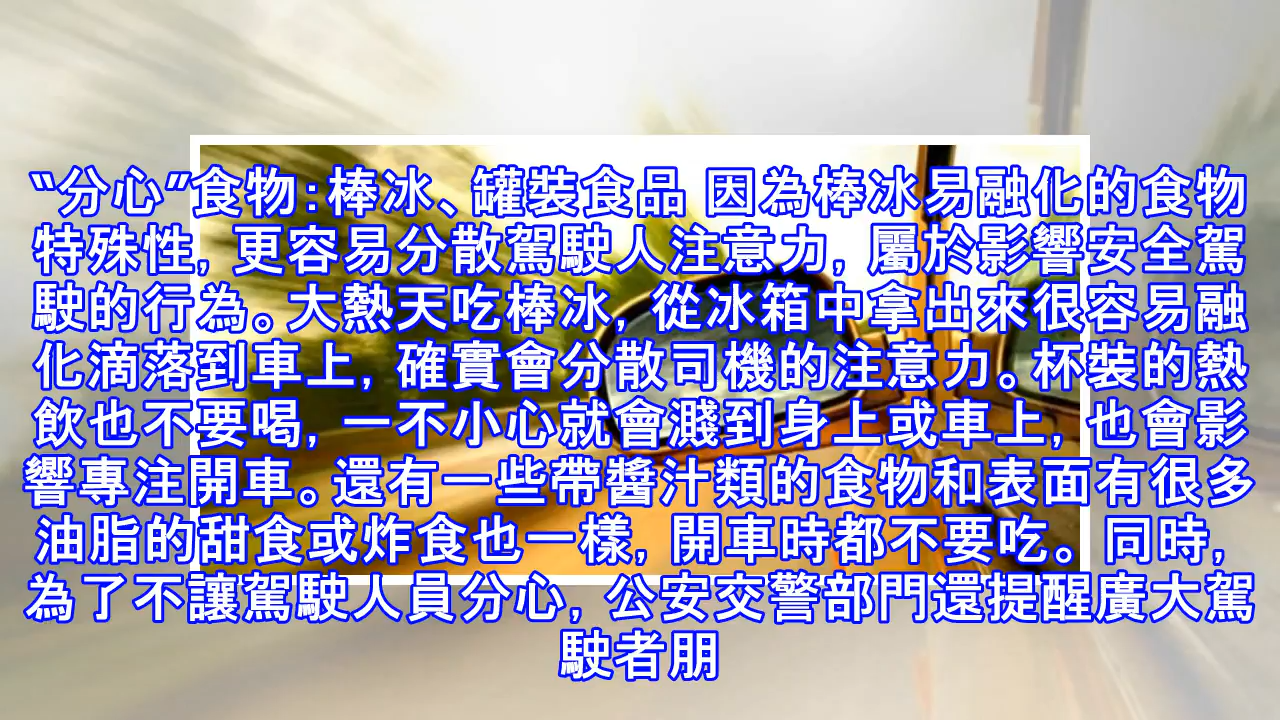 “分心”食物:棒冰、罐裝食品 因為棒冰易融化的食物
特殊性, 更容易分散駕駛人注意力, 屬於影響安全駕
駛的行為。大熱天吃棒冰, 從冰箱中拿出來很容易融
化滴落到車上, 確實會分散司機的注意力。杯裝的熱
飲也不要喝, 一不小心就會濺到身上或車上, 也會影
響專注開車。還有一些帶醬汁類的食物和表面有很多
油脂的甜食或炸食也一樣, 開車時都不要吃。 同時,
為了不讓駕駛人員分心, 公安交警部門還提醒廣大駕
駛者朋